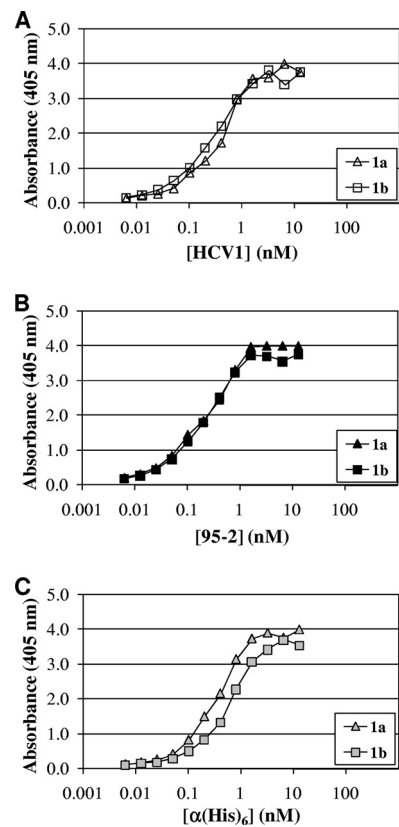 A
Absorbance (405 nm)
5.0
4.0
3.0
2.0
1.0
0.0
1a
1b
0.001 0.01 0.1 1 10 100
[HCV1] (nM)
B
Absorbance (405 nm)
5.0
4.0
3.0
2.0
1.0
0.0
1a
1b
0.001 0.01 0.1 1 10 100
[95-2] (nM)
C
Absorbance (405 nm)
5.0
4.0
3.0
2.0
1.0
0.0
1a
1b
0.001 0.01 0.1 1 10 100
[α(His)₆] (nM)